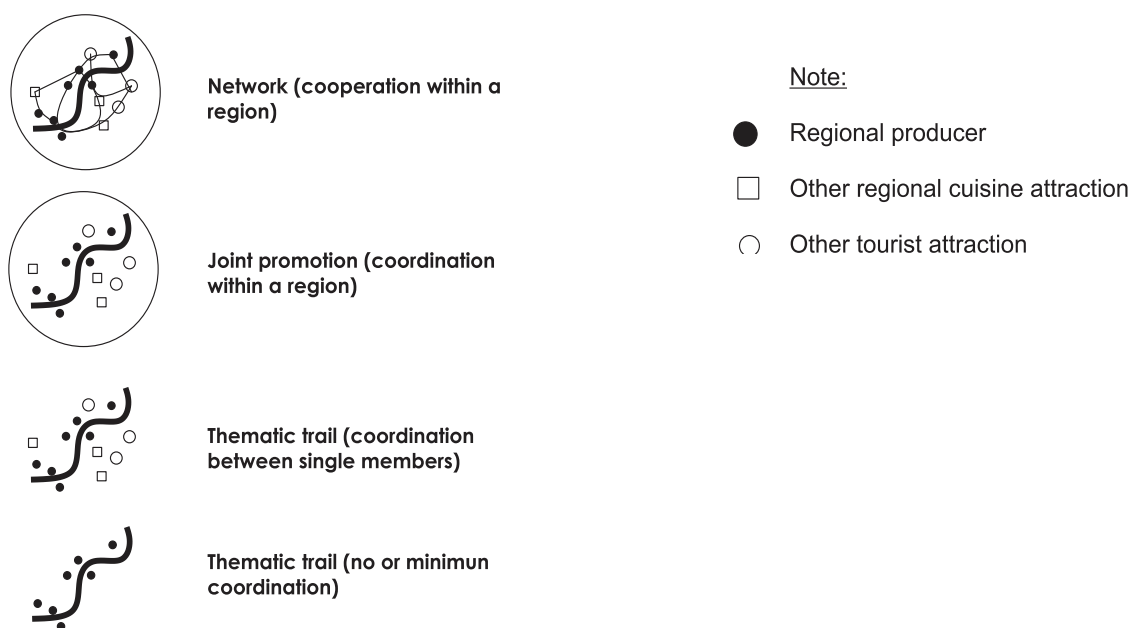 Network (cooperation within a
region)
Joint promotion (coordination
within a region)
Thematic trail (coordination
between single members)
Thematic trail (no or minimun
coordination)
Note:
Regional producer
Other regional cuisine attraction
Other tourist attraction